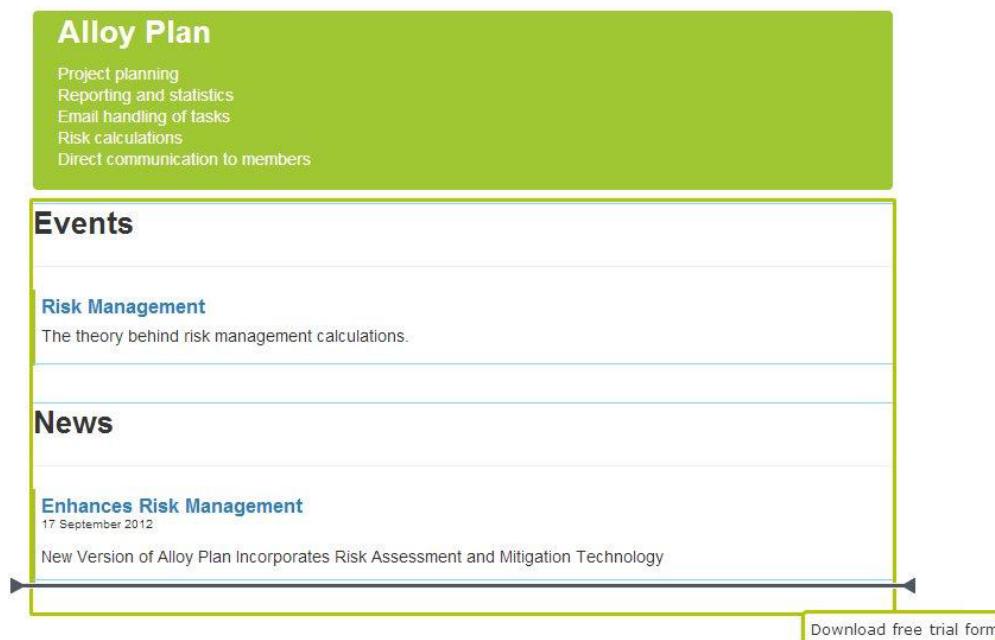 Alloy Plan
Project planning
Reporting and statistics
Email handling of tasks
Risk calculations
Direct communication to members
Events
Risk Management
The theory behind risk management calculations.
News
Enhances Risk Management
17 September 2012
New Version of Alloy Plan Incorporates Risk Assessment and Mitigation Technology
Download free trial form